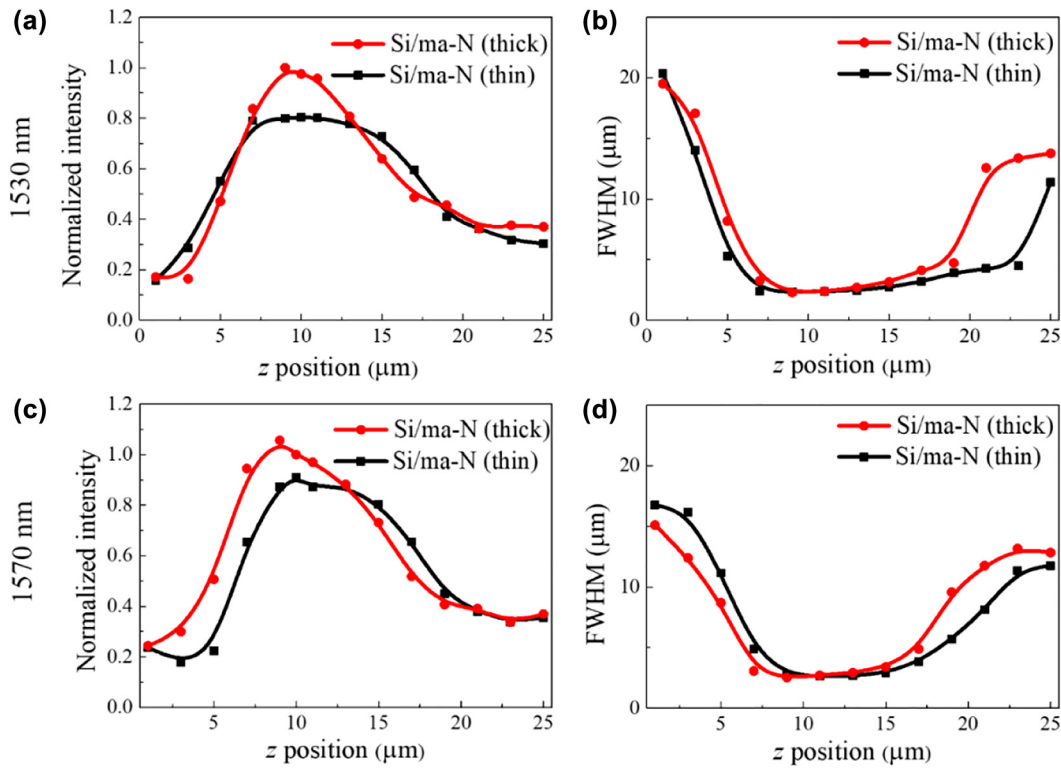 (a)
1530 nm
Normalized intensity
1.2
1.0
0.8
0.6
0.4
0.2
0.0
Si/ma-N (thick)
Si/ma-N (thin)
5 10 15 20 25
z position (μm)
(b)
FWHM (μm)
20
10
0
Si/ma-N (thick)
Si/ma-N (thin)
0 5 10 15 20 25
z position (μm)
(c)
1570 nm
Normalized intensity
1.2
1.0
0.8
0.6
0.4
0.2
0.0
Si/ma-N (thick)
Si/ma-N (thin)
5 10 15 20 25
z position (μm)
(d)
FWHM (μm)
20
10
0
Si/ma-N (thick)
Si/ma-N (thin)
5 10 15 20 25
z position (μm)